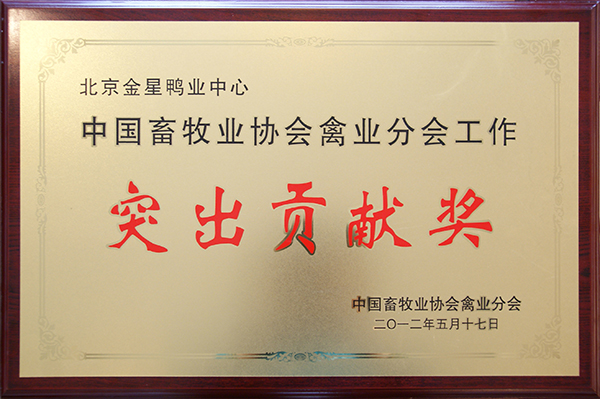 北京金星鸭业中心
中国畜牧业协会禽业分会工作
突出贡献奖
中国畜牧业协会禽业分会
二〇一二年五月十七日